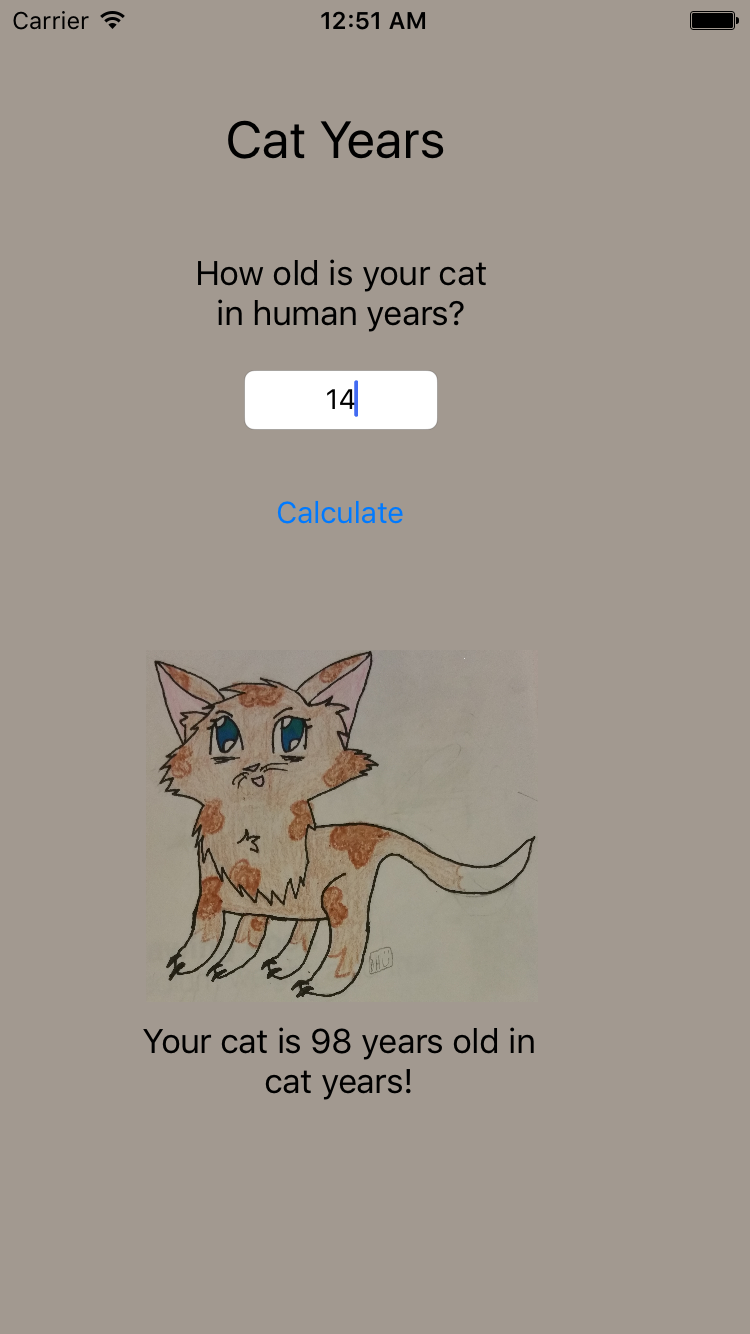 Carrier 12:51 AM
Cat Years
How old is your cat
in human years?
14
Calculate
Your cat is 98 years old in
cat years!